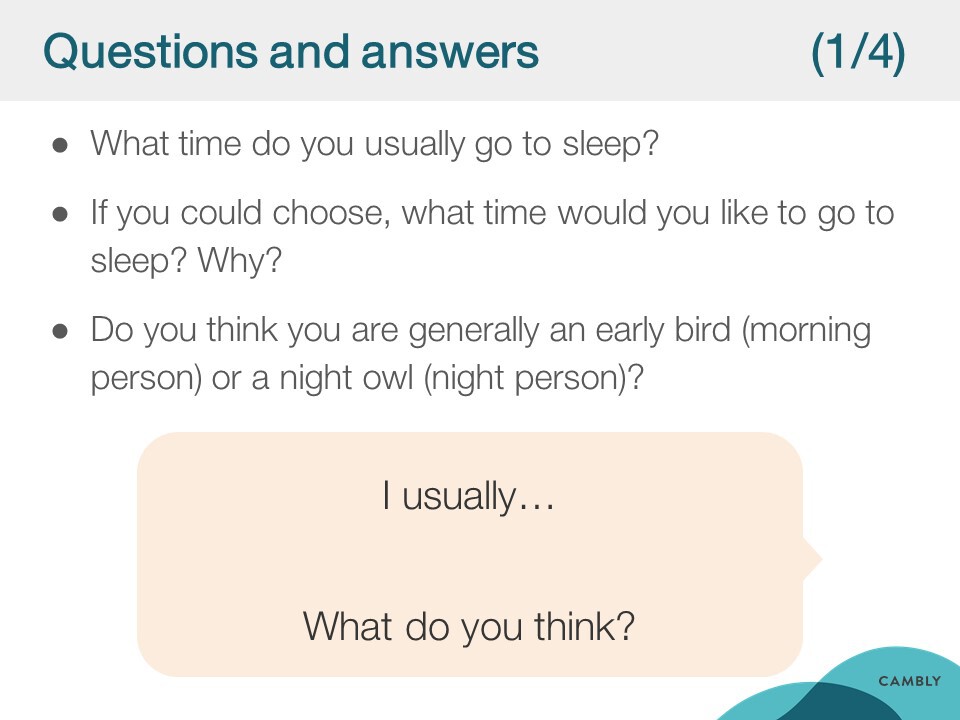 Questions and answers (1/4)
● What time do you usually go to sleep?
● If you could choose, what time would you like to go to
sleep? Why?
● Do you think you are generally an early bird (morning
person) or a night owl (night person)?
I usually…
What do you think?
CAMBLY